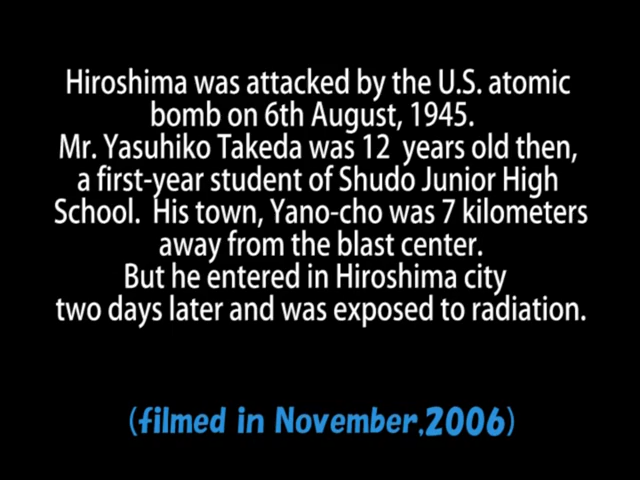 Hiroshima was attacked by the U.S. atomic
bomb on 6th August, 1945.
Mr. Yasuhiko Takeda was 12 years old then,
a first-year student of Shudo Junior High
School. His town, Yano-cho was 7 kilometers
away from the blast center.
But he entered in Hiroshima city
two days later and was exposed to radiation.
(filmed in November,2006)